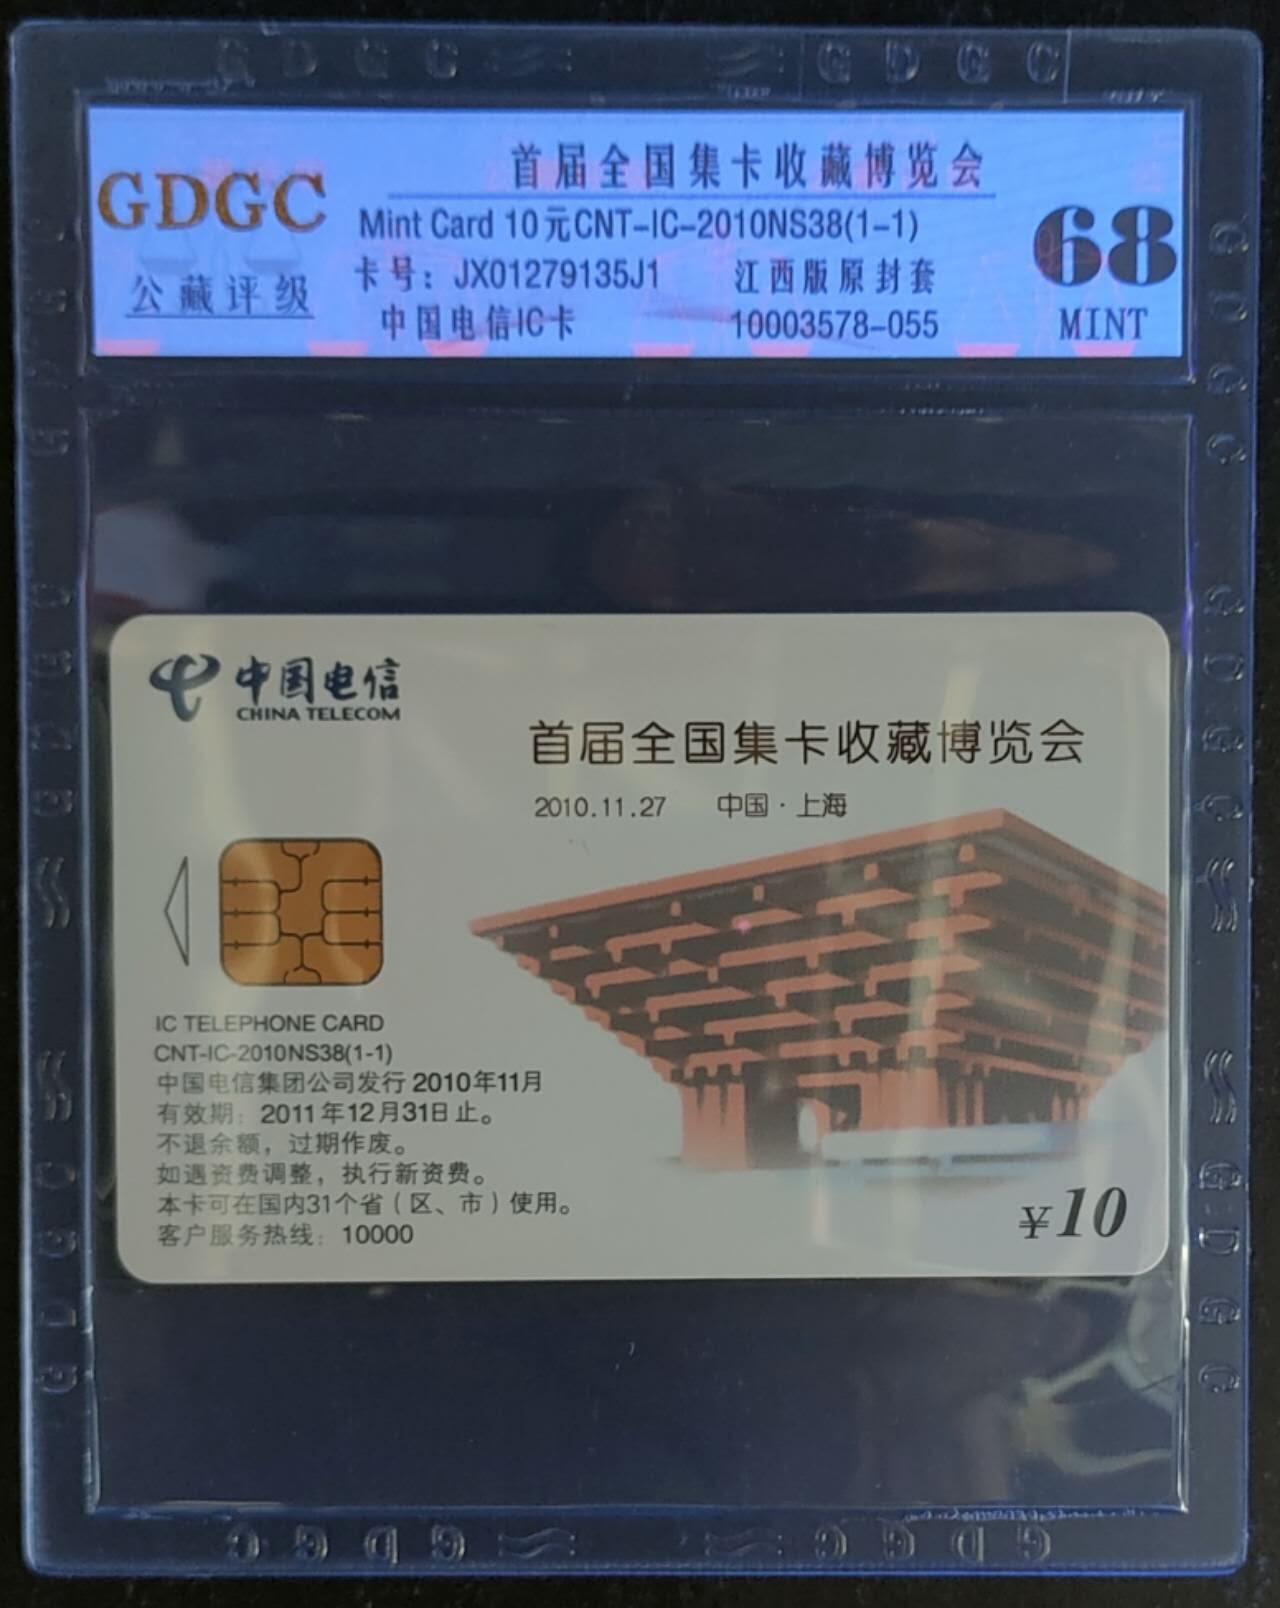 首届全国集卡收藏博览会
GDGC
公藏评级
Mint Card 10元CNT-IC-2010NS38(1-1)
卡号：JX01279135J1 江西版原封套
中国电信IC卡 10003578-055
68
MINT
中国电信
CHINA TELECOM
首届全国集卡收藏博览会
2010.11.27 中国·上海
IC TELEPHONE CARD
CNT-IC-2010NS38(1-1)
中国电信集团公司发行 2010年11月
有效期：2011年12月31日止。
不退余额，过期作废。
如遇资费调整，执行新资费。
本卡可在国内31个省（区、市）使用。
客户服务热线：10000
¥10